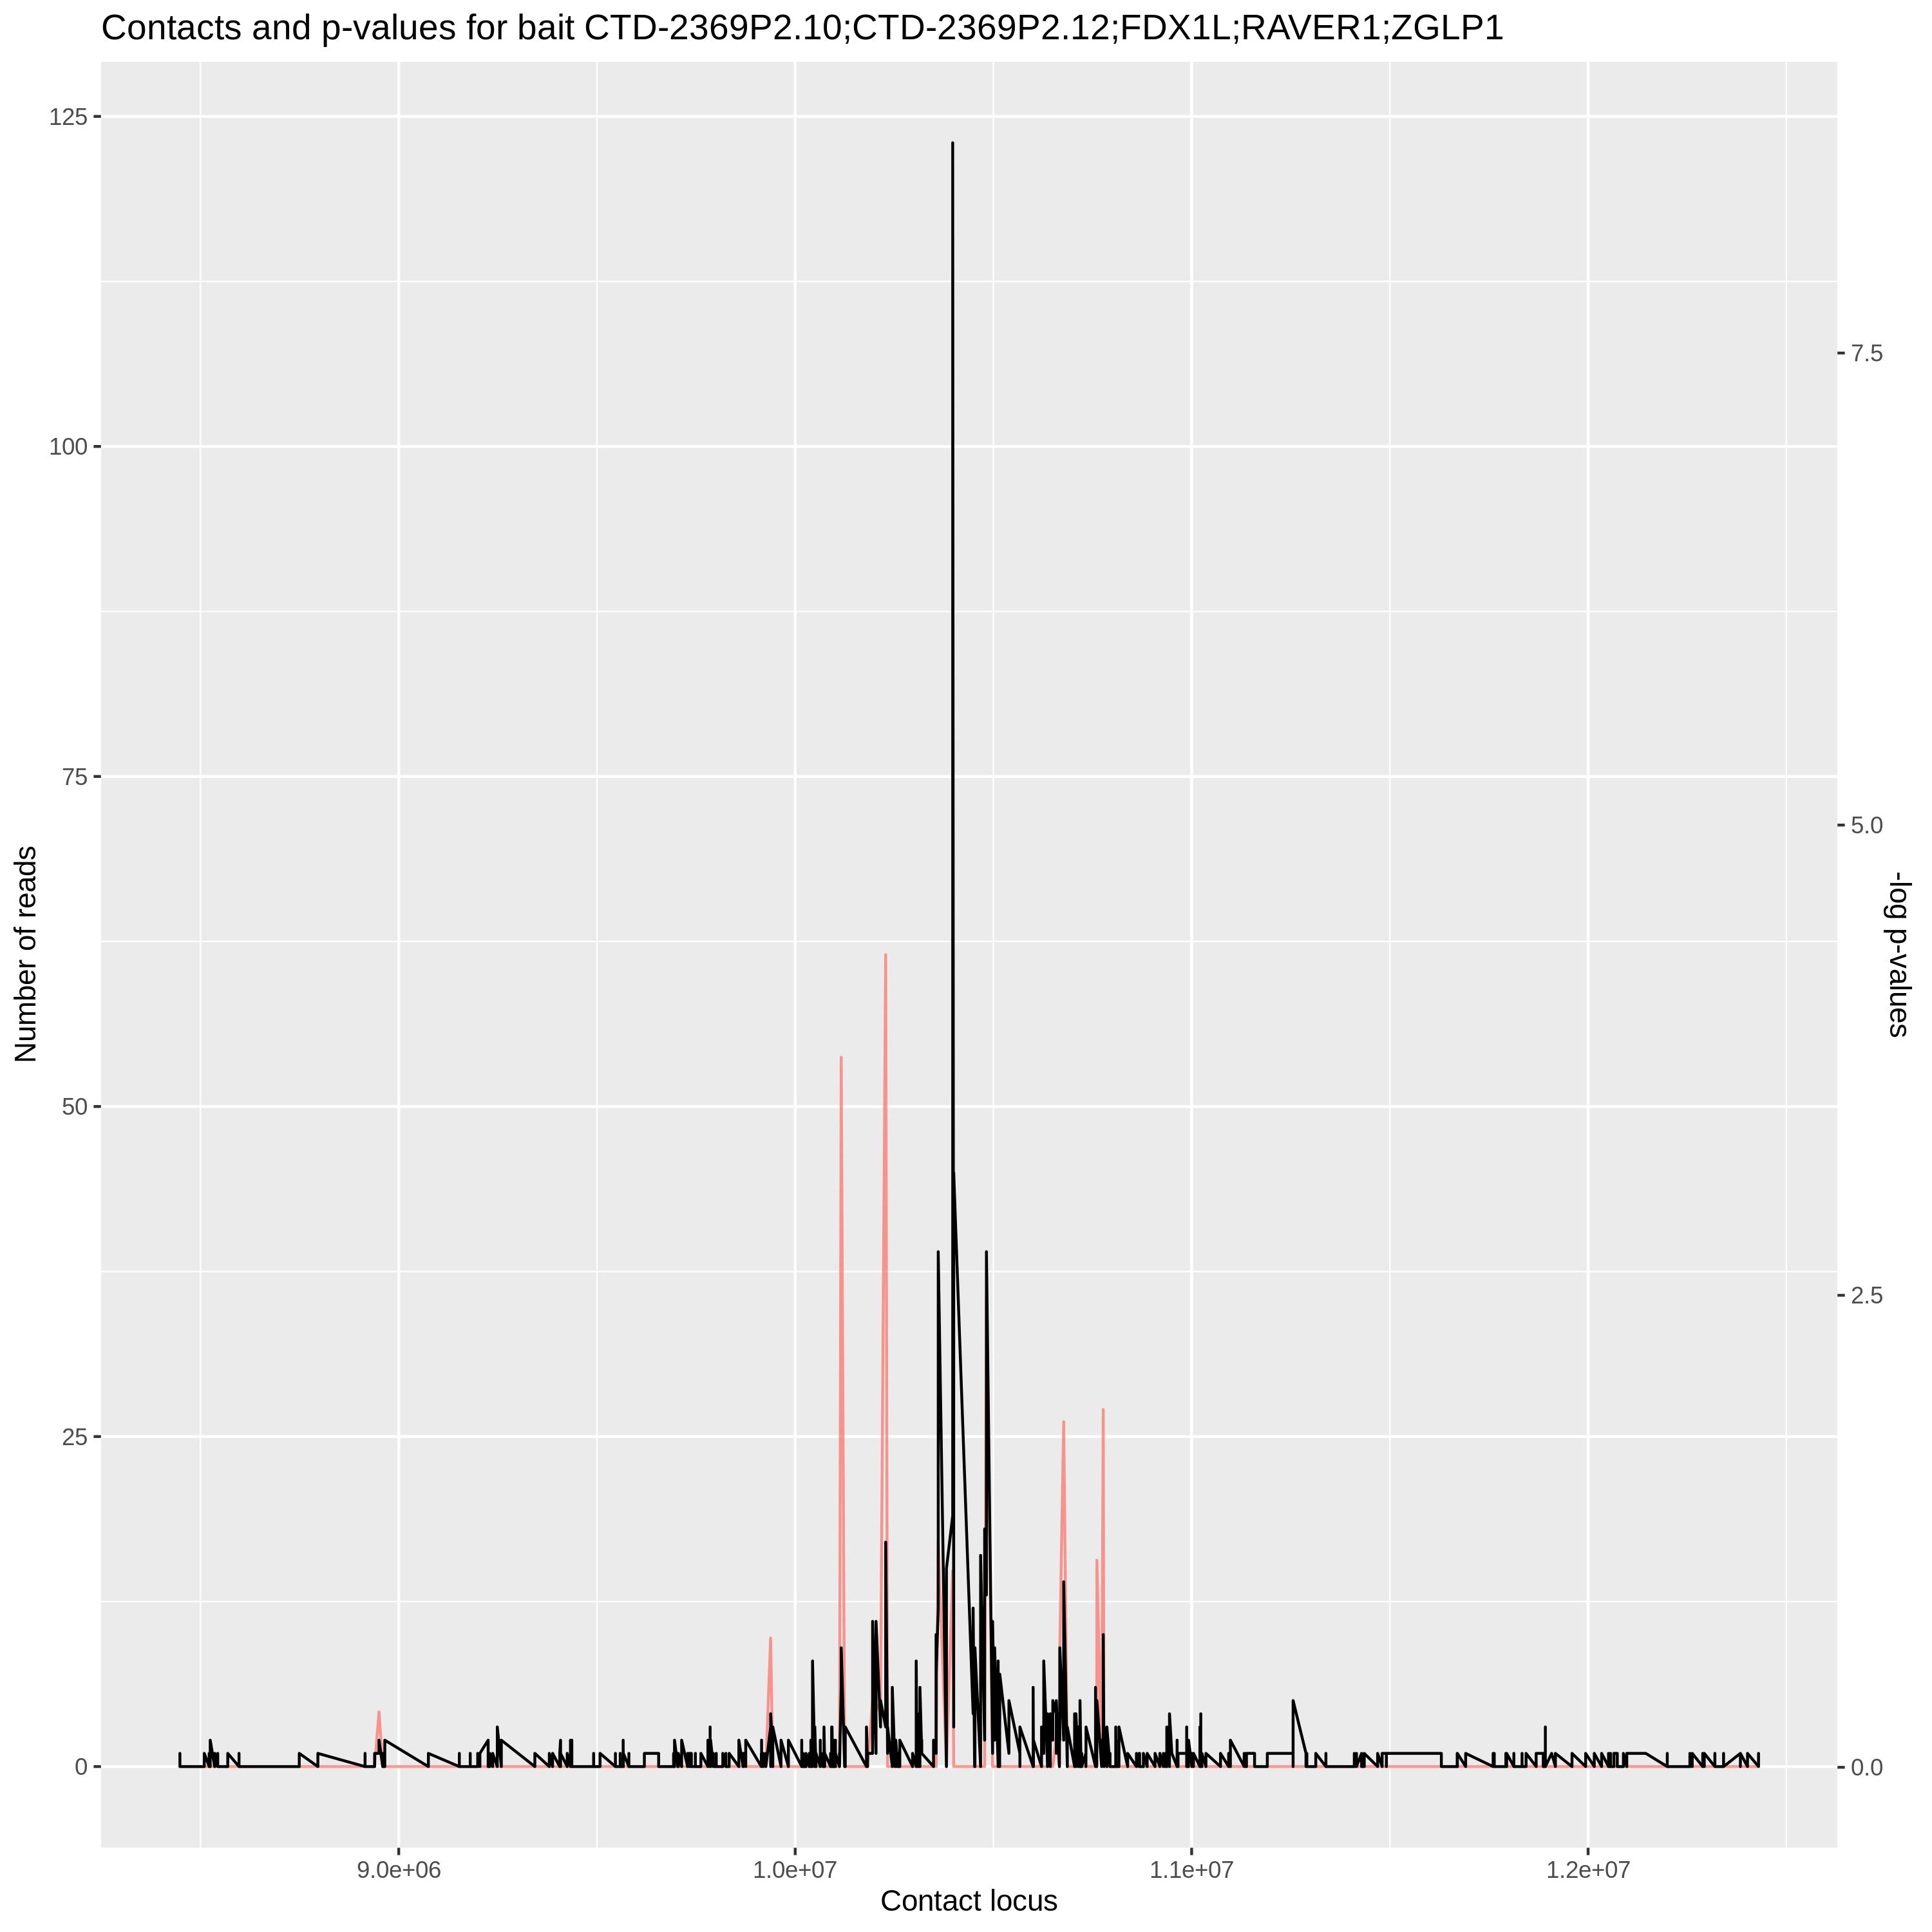 Contacts and p-values for bait CTD-2369P2.10;CTD-2369P2.12;FDX1L;RAVER1;ZGLP1
125
100
75
50
25
0
Number of reads
7.5
5.0
2.5
0.0
-log p-values
9.0e+06
1.0e+07
1.1e+07
1.2e+07
Contact locus